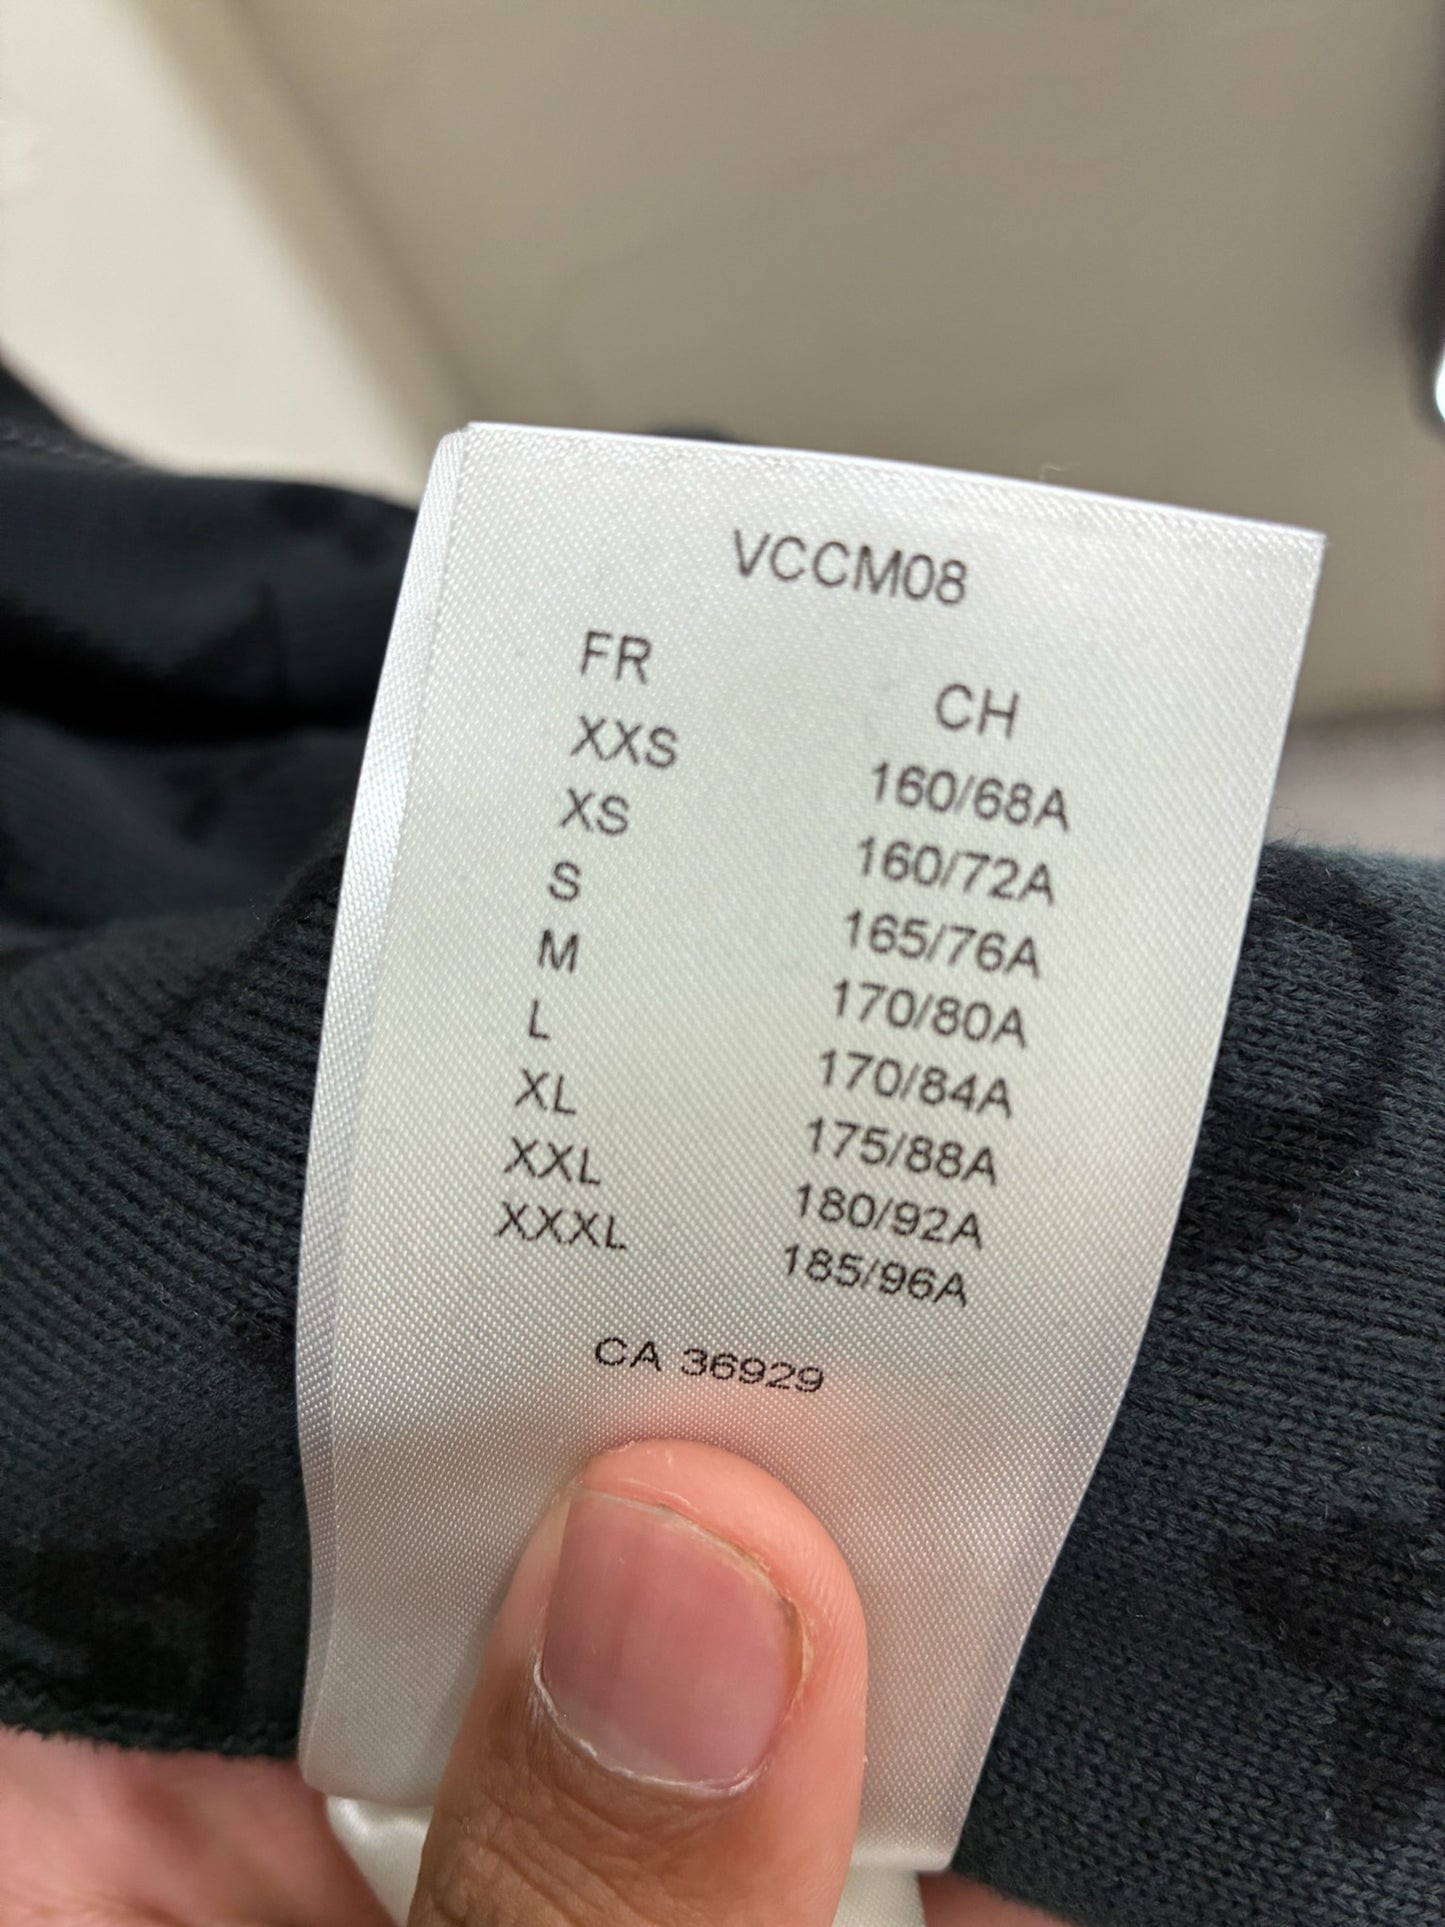 VCCM08
FR CH
XXS 160/68A
XS 160/72A
S 165/76A
M 170/80A
L 170/84A
XL 175/88A
XXL 180/92A
XXXL 185/96A
CA 36929